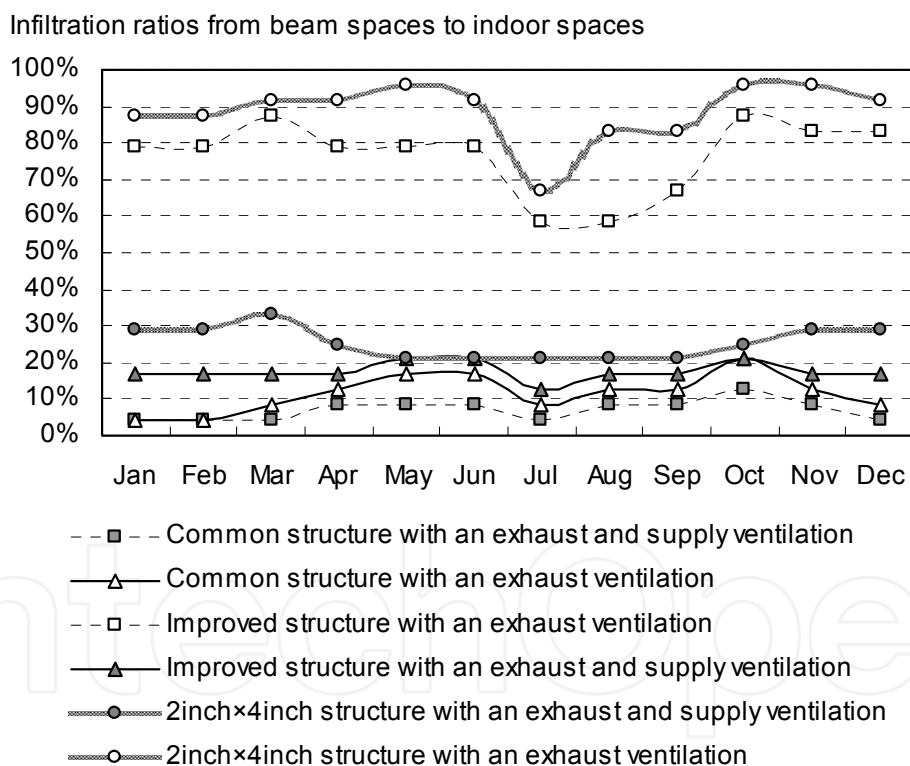 Infiltration ratios from beam spaces to indoor spaces
100%
90%
80%
70%
60%
50%
40%
30%
20%
10%
0%
Jan Feb Mar Apr May Jun Jul Aug Sep Oct Nov Dec
Common structure with an exhaust and supply ventilation
Common structure with an exhaust ventilation
Improved structure with an exhaust ventilation
Improved structure with an exhaust and supply ventilation
2inch×4inch structure with an exhaust and supply ventilation
2inch×4inch structure with an exhaust ventilation
ntechOpe